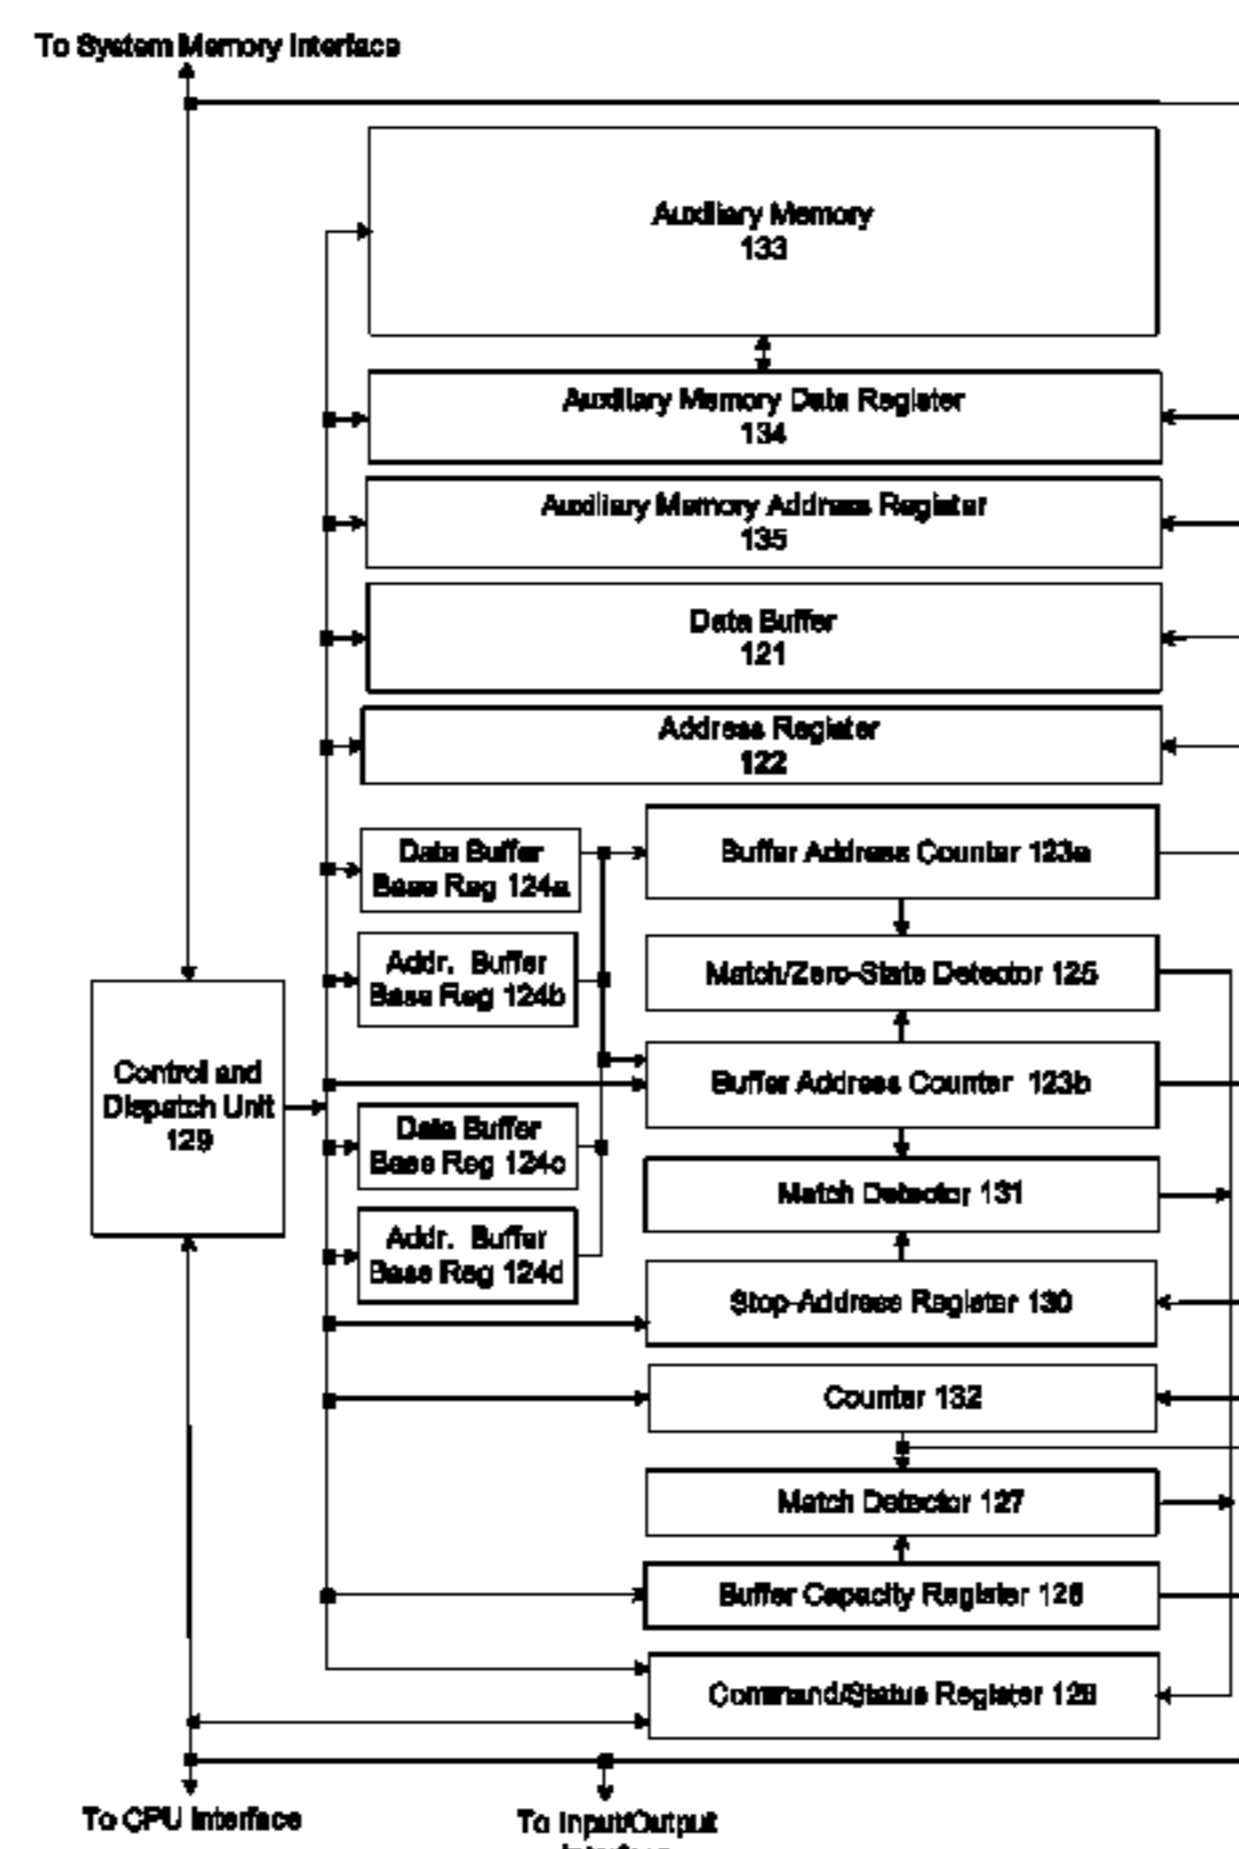 To System Memory Interface
Auxiliary Memory
133
Auxiliary Memory Data Register
134
Auxiliary Memory Address Register
135
Data Buffer
121
Address Register
122
Data Buffer
Base Reg 124a
Buffer Address Counter 123a
Addr. Buffer
Base Reg 124b
Match/Zero-State Detector 125
Control and
Dispatch Unit
129
Buffer Address Counter 123b
Data Buffer
Base Reg 124c
Match Detector 131
Addr. Buffer
Base Reg 124d
Stop-Address Register 130
Counter 132
Match Detector 127
Buffer Capacity Register 126
Command/Status Register 128
To CPU Interface
To Input/Output